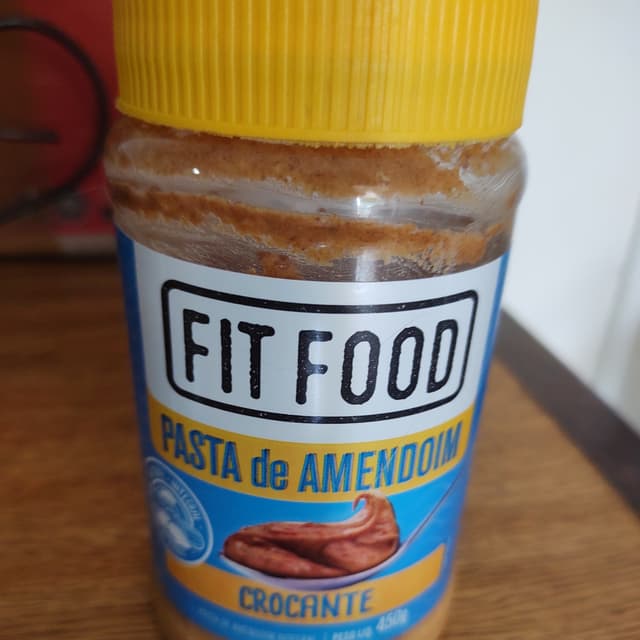 FIT FOOD
PASTA de AMENDOIM
CROCANTE
450g